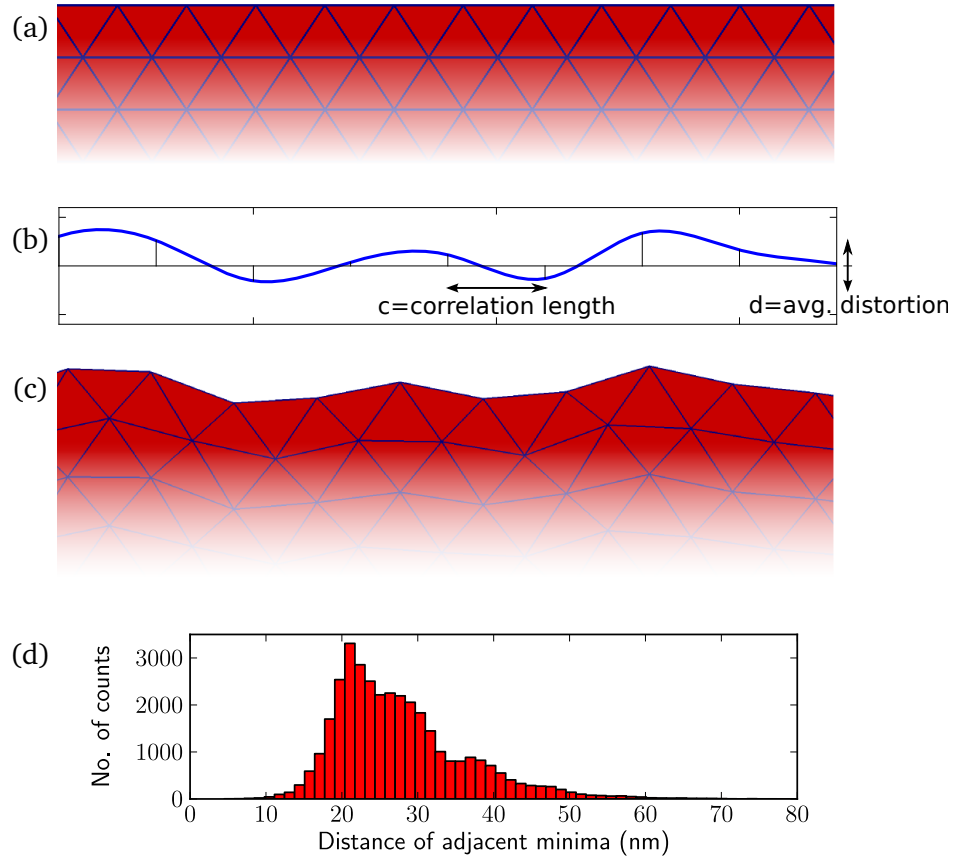 (a)
(b)
c=correlation length
d=avg. distortion
(c)
(d)
No. of counts
3000
2000
1000
0
0 10 20 30 40 50 60 70 80
Distance of adjacent minima (nm)